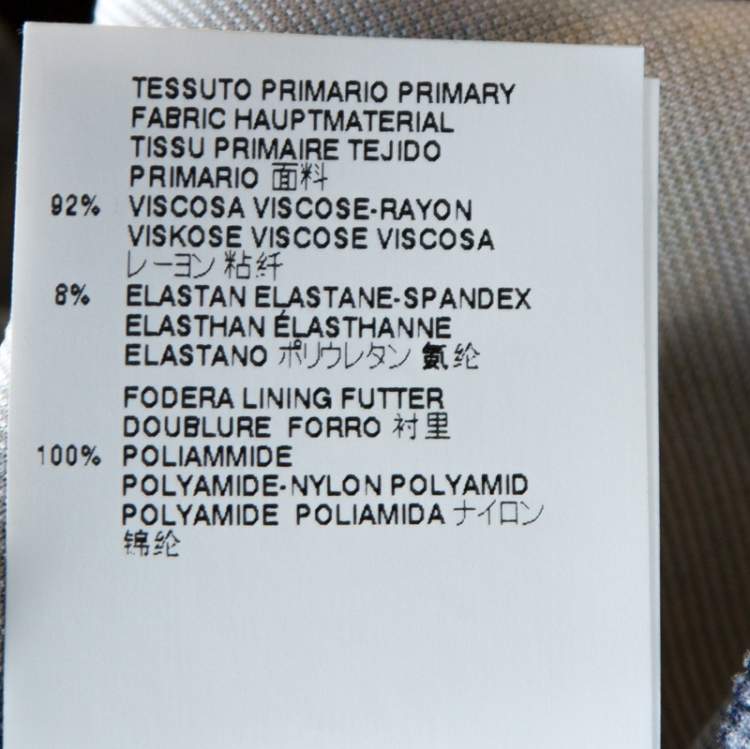 TESSUTO PRIMARIO PRIMARY
FABRIC HAUPTMATERIAL
TISSU PRIMAIRE TEJIDO
PRIMARIO 面料
92% VISCOSA VISCOSE-RAYON
VISKOSE VISCOSE VISCOSA
レーヨン 粘纤
8% ELASTAN ELASTANE-SPANDEX
ELASTHAN ÉLASTHANNE
ELASTANO ポリウレタン 氨纶
FODERA LINING FUTTER
DOUBLURE FORRO 衬里
100% POLIAMMIDE
POLYAMIDE-NYLON POLYAMID
POLYAMIDE POLIAMIDA ナイロン
锦纶